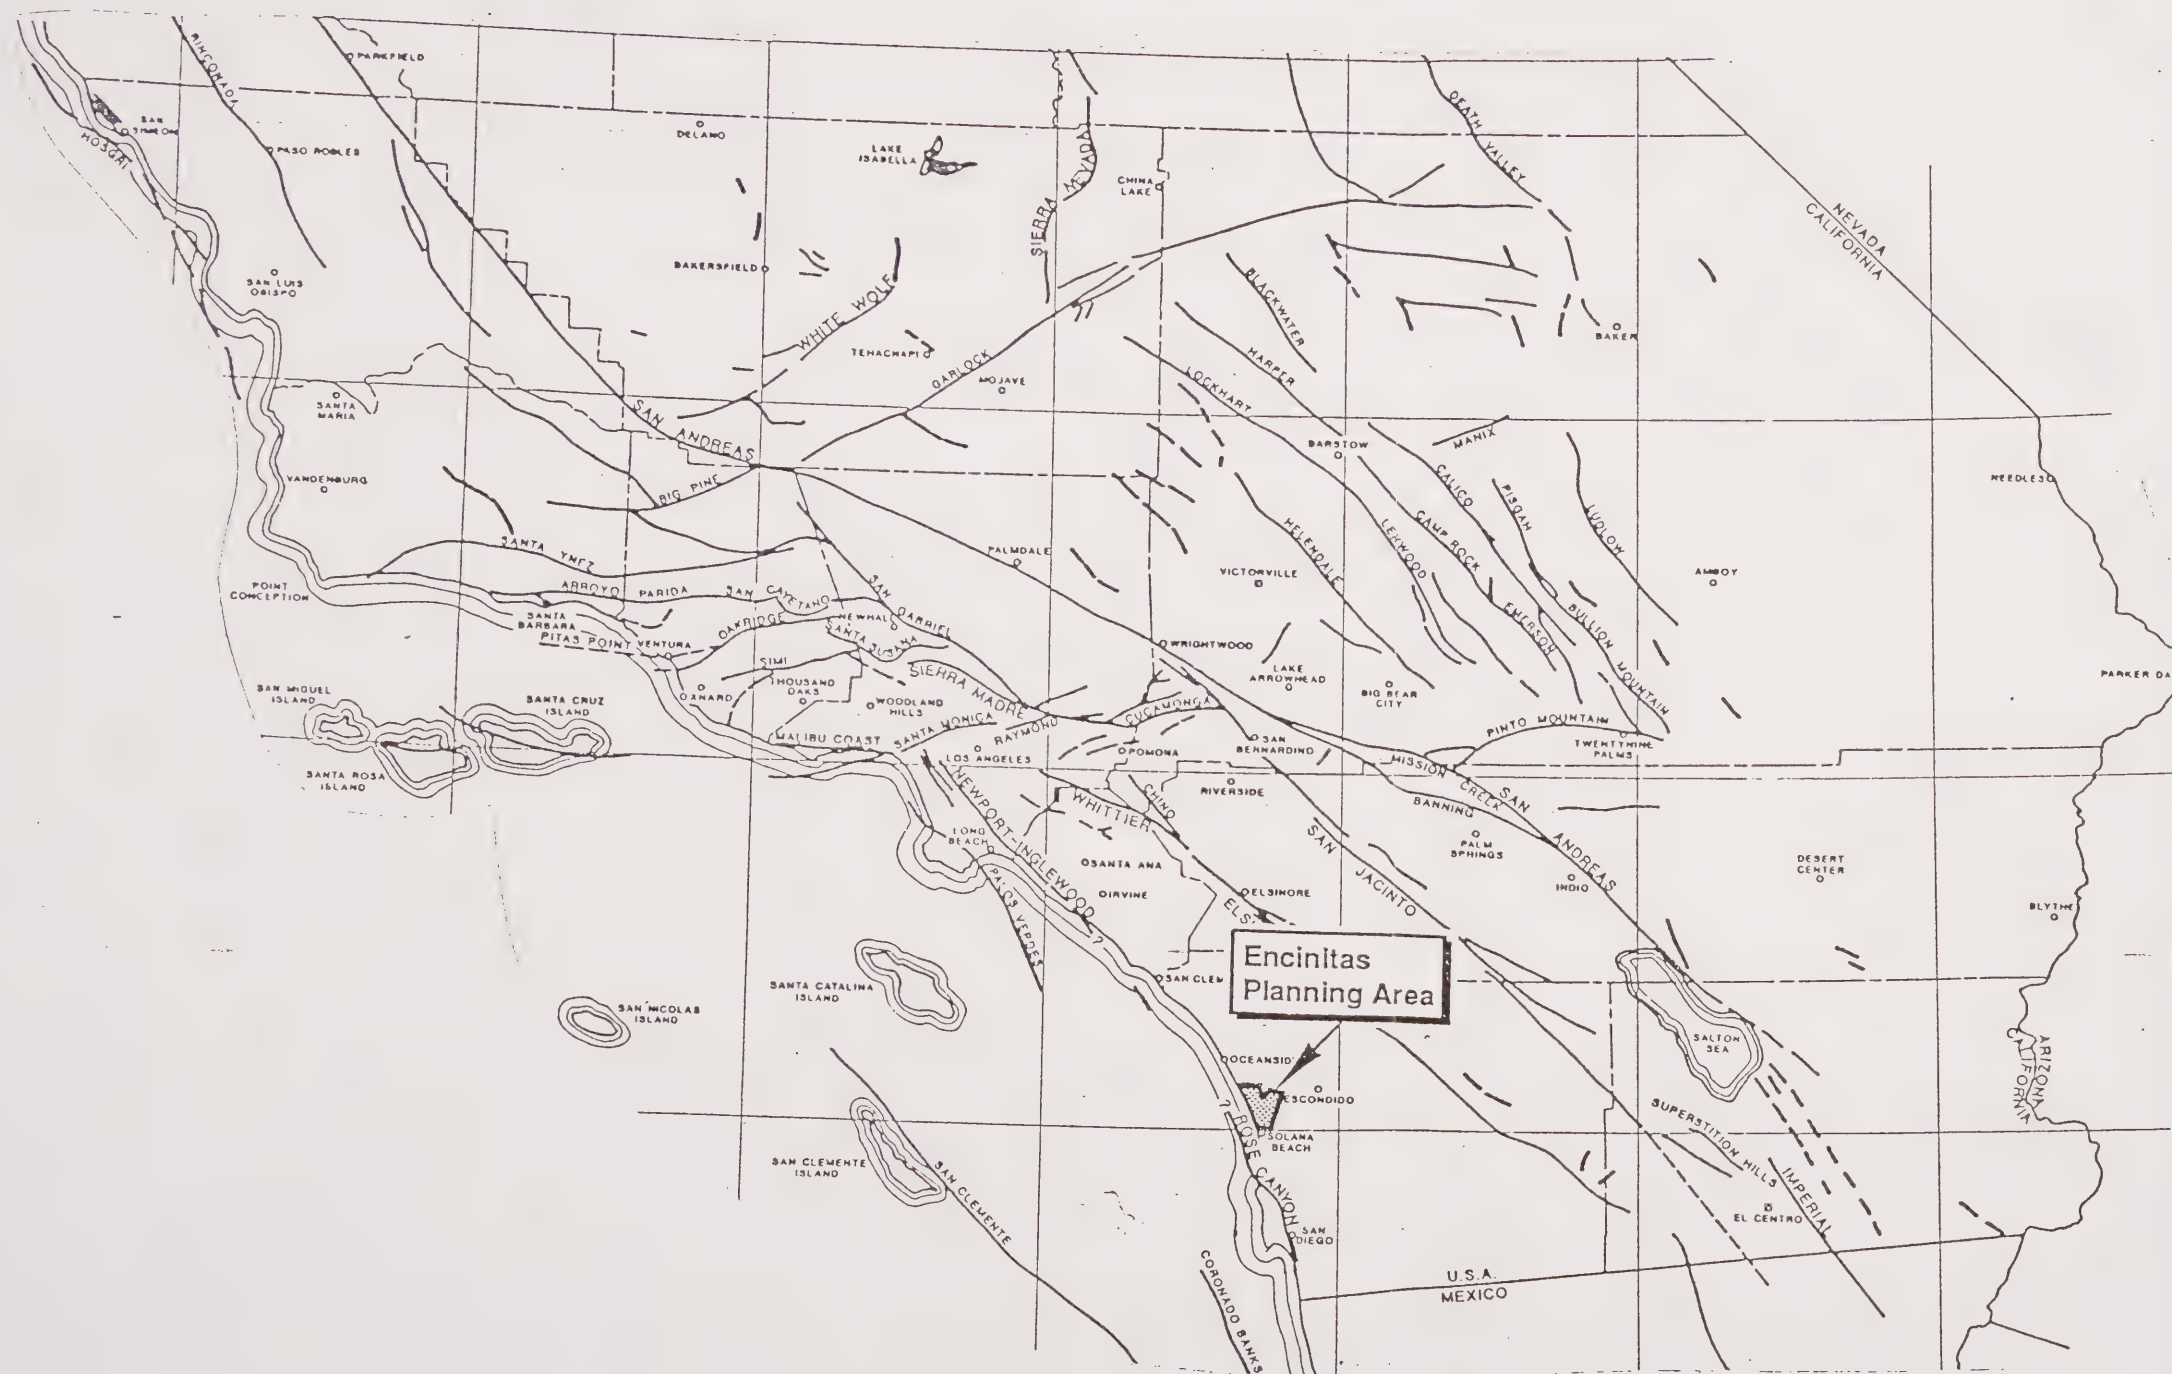 RINCONADA
PARKFIELD
SAN
SIMEON
HOSGRI
PASO ROBLES
DELANO
LAKE
ISABELLA
SIERRA NEVADA
CHINA
LAKE
DEATH VALLEY
NEVADA
CALIFORNIA
SAN LUIS
OBISPO
BAKERSFIELD
WHITE WOLF
TEHACHAPI
GARLOCK
MOJAVE
BLACKWATER
HARPER
LOCKHART
BAKER
SANTA
MARIA
SAN ANDREAS
BARSTOW
MANIX
VANDENBURG
BIG PINE
CALICO
PISGAH
LUDLOW
NEEDLES
SANTA YNEZ
PALMDALE
VICTORVILLE
HELENDALE
LENWOOD
CAMP ROCK
EMERSON
BULLION MOUNTAIN
AMBOY
POINT
CONCEPTION
ARROYO PARIDA
SAN CAYETANO
SAN GABRIEL
SANTA
BARBARA
PITAS POINT
VENTURA
OAKRIDGE
NEWHALL
SANTA SUSANA
WRIGHTWOOD
SIMI
SIERRA MADRE
LAKE
ARROWHEAD
BIG BEAR
CITY
PARKER DA
SAN MIGUEL
ISLAND
SANTA CRUZ
ISLAND
OXNARD
THOUSAND
OAKS
WOODLAND
HILLS
CUCAMONGA
PINTO MOUNTAIN
TWENTYNINE
PALMS
MALIBU COAST
SANTA MONICA
RAYMOND
LOS ANGELES
POMONA
SAN
BERNARDINO
MISSION CREEK
SANTA ROSA
ISLAND
NEWPORT-INGLEWOOD
WHITTIER
CHINO
RIVERSIDE
BANNING
SAN ANDREAS
LONG
BEACH
SAN JACINTO
PALM
SPRINGS
SANTA ANA
DESERT
CENTER
PALOS VERDES
IRVINE
ELSINORE
INDIO
ELS
BLYTHE
?
Encinitas
Planning Area
SAN CLEM
SANTA CATALINA
ISLAND
SAN NICOLAS
ISLAND
SALTON
SEA
ARIZONA
CALIFORNIA
OCEANSID
ESCONDIDO
?
SOLANA
BEACH
ROSE CANYON
SUPERSTITION HILLS
IMPERIAL
SAN CLEMENTE
ISLAND
SAN CLEMENTE
EL CENTRO
SAN
DIEGO
CORONADO BANKS
U.S.A.
MEXICO